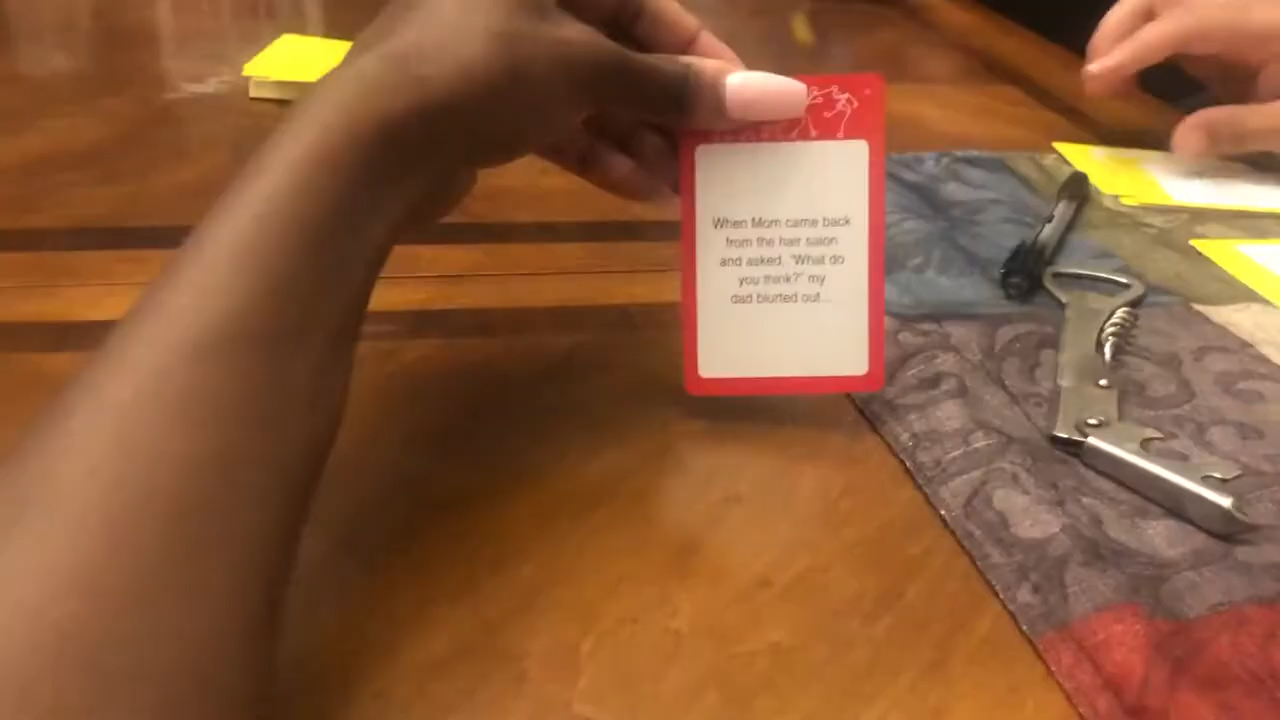 When Mom came back
from the hair salon
and asked, "What do
you think?" my
dad blurted out...